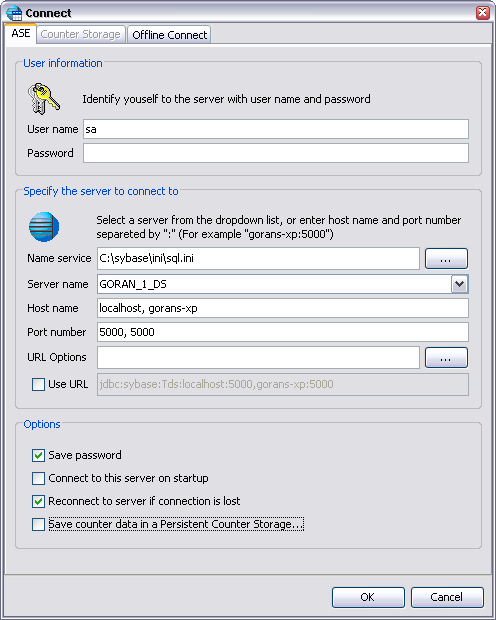 Connect
ASE Counter Storage Offline Connect
User information
Identify youself to the server with user name and password
User name sa
Password
Specify the server to connect to
Select a server from the dropdown list, or enter host name and port number
separeted by ":" (For example "gorans-xp:5000")
Name service C:\sybase\ini\sql.ini ...
Server name GORAN_1_DS
Host name localhost, gorans-xp
Port number 5000, 5000
URL Options ...
Use URL jdbc:sybase:Tds:localhost:5000,gorans-xp:5000
Options
Save password
Connect to this server on startup
Reconnect to server if connection is lost
Save counter data in a Persistent Counter Storage...
OK Cancel